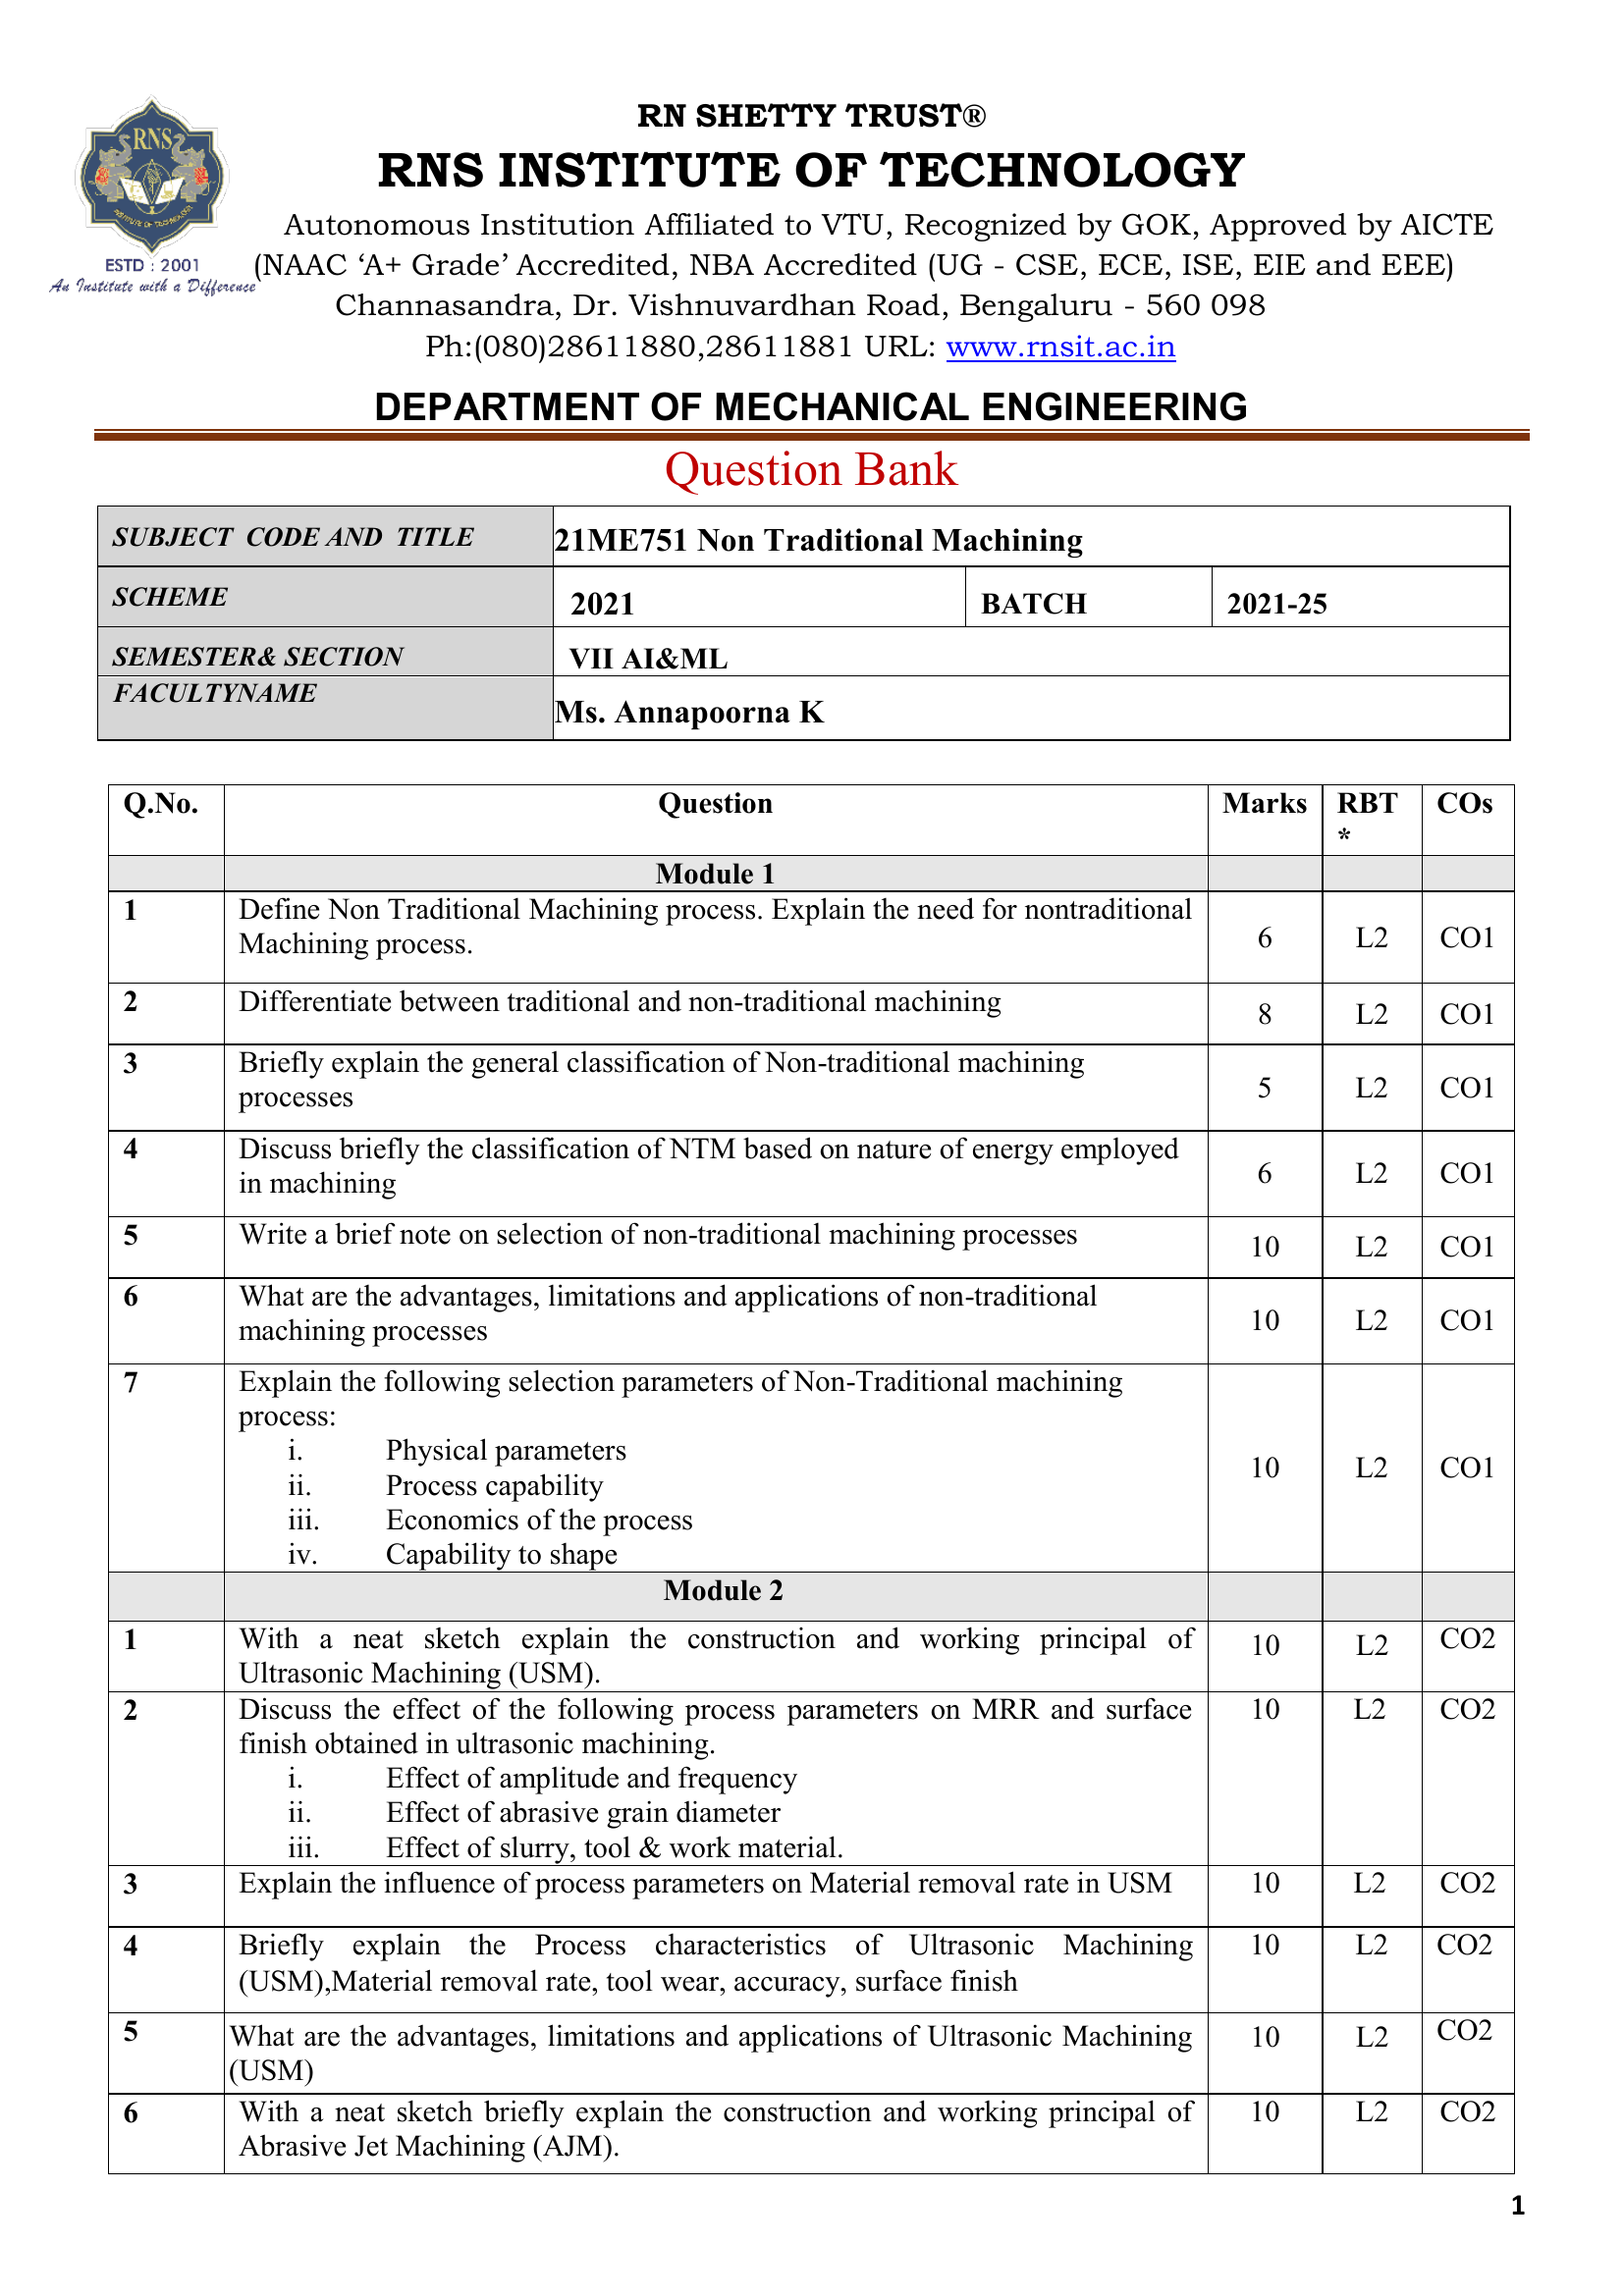 RN SHETTY TRUST®
RNS INSTITUTE OF TECHNOLOGY
Autonomous Institution Affiliated to VTU, Recognized by GOK, Approved by AICTE
(NAAC ‘A+ Grade’ Accredited, NBA Accredited (UG - CSE, ECE, ISE, EIE and EEE)
Channasandra, Dr. Vishnuvardhan Road, Bengaluru - 560 098
Ph:(080)28611880,28611881 URL: www.rnsit.ac.in
RNS
INSTITUTE OF TECHNOLOGY
ESTD : 2001
An Institute with a Difference
DEPARTMENT OF MECHANICAL ENGINEERING
Question Bank
SUBJECT CODE AND TITLE 21ME751 Non Traditional Machining
SCHEME 2021 BATCH 2021-25
SEMESTER& SECTION VII AI&ML
FACULTYNAME Ms. Annapoorna K
Q.No. Question Marks RBT COs
*
Module 1
1 Define Non Traditional Machining process. Explain the need for nontraditional
Machining process. 6 L2 CO1
2 Differentiate between traditional and non-traditional machining 8 L2 CO1
3 Briefly explain the general classification of Non-traditional machining
processes 5 L2 CO1
4 Discuss briefly the classification of NTM based on nature of energy employed
in machining 6 L2 CO1
5 Write a brief note on selection of non-traditional machining processes 10 L2 CO1
6 What are the advantages, limitations and applications of non-traditional
machining processes 10 L2 CO1
7 Explain the following selection parameters of Non-Traditional machining
process:
i. Physical parameters
ii. Process capability 10 L2 CO1
iii. Economics of the process
iv. Capability to shape
Module 2
1 With a neat sketch explain the construction and working principal of 10 L2 CO2
Ultrasonic Machining (USM).
2 Discuss the effect of the following process parameters on MRR and surface 10 L2 CO2
finish obtained in ultrasonic machining.
i. Effect of amplitude and frequency
ii. Effect of abrasive grain diameter
iii. Effect of slurry, tool & work material.
3 Explain the influence of process parameters on Material removal rate in USM 10 L2 CO2
4 Briefly explain the Process characteristics of Ultrasonic Machining 10 L2 CO2
(USM),Material removal rate, tool wear, accuracy, surface finish
5 What are the advantages, limitations and applications of Ultrasonic Machining 10 L2 CO2
(USM)
6 With a neat sketch briefly explain the construction and working principal of 10 L2 CO2
Abrasive Jet Machining (AJM).
1